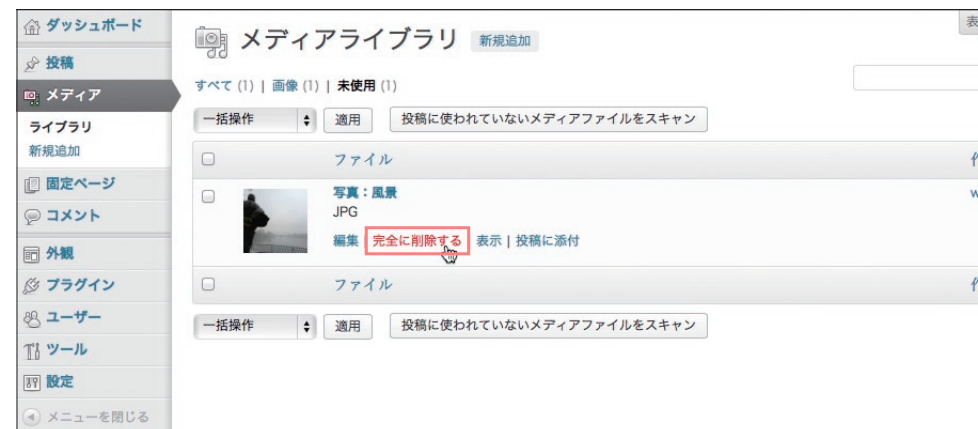 ダッシュボード
投稿
メディア
ライブラリ
新規追加
固定ページ
コメント
外観
プラグイン
ユーザー
ツール
設定
メニューを閉じる
メディアライブラリ 新規追加
表
すべて (1) | 画像 (1) | 未使用 (1)
一括操作 適用 投稿に使われていないメディアファイルをスキャン
ファイル
写真：風景
JPG
編集 | 完全に削除する 表示 | 投稿に添付
ファイル
一括操作 適用 投稿に使われていないメディアファイルをスキャン